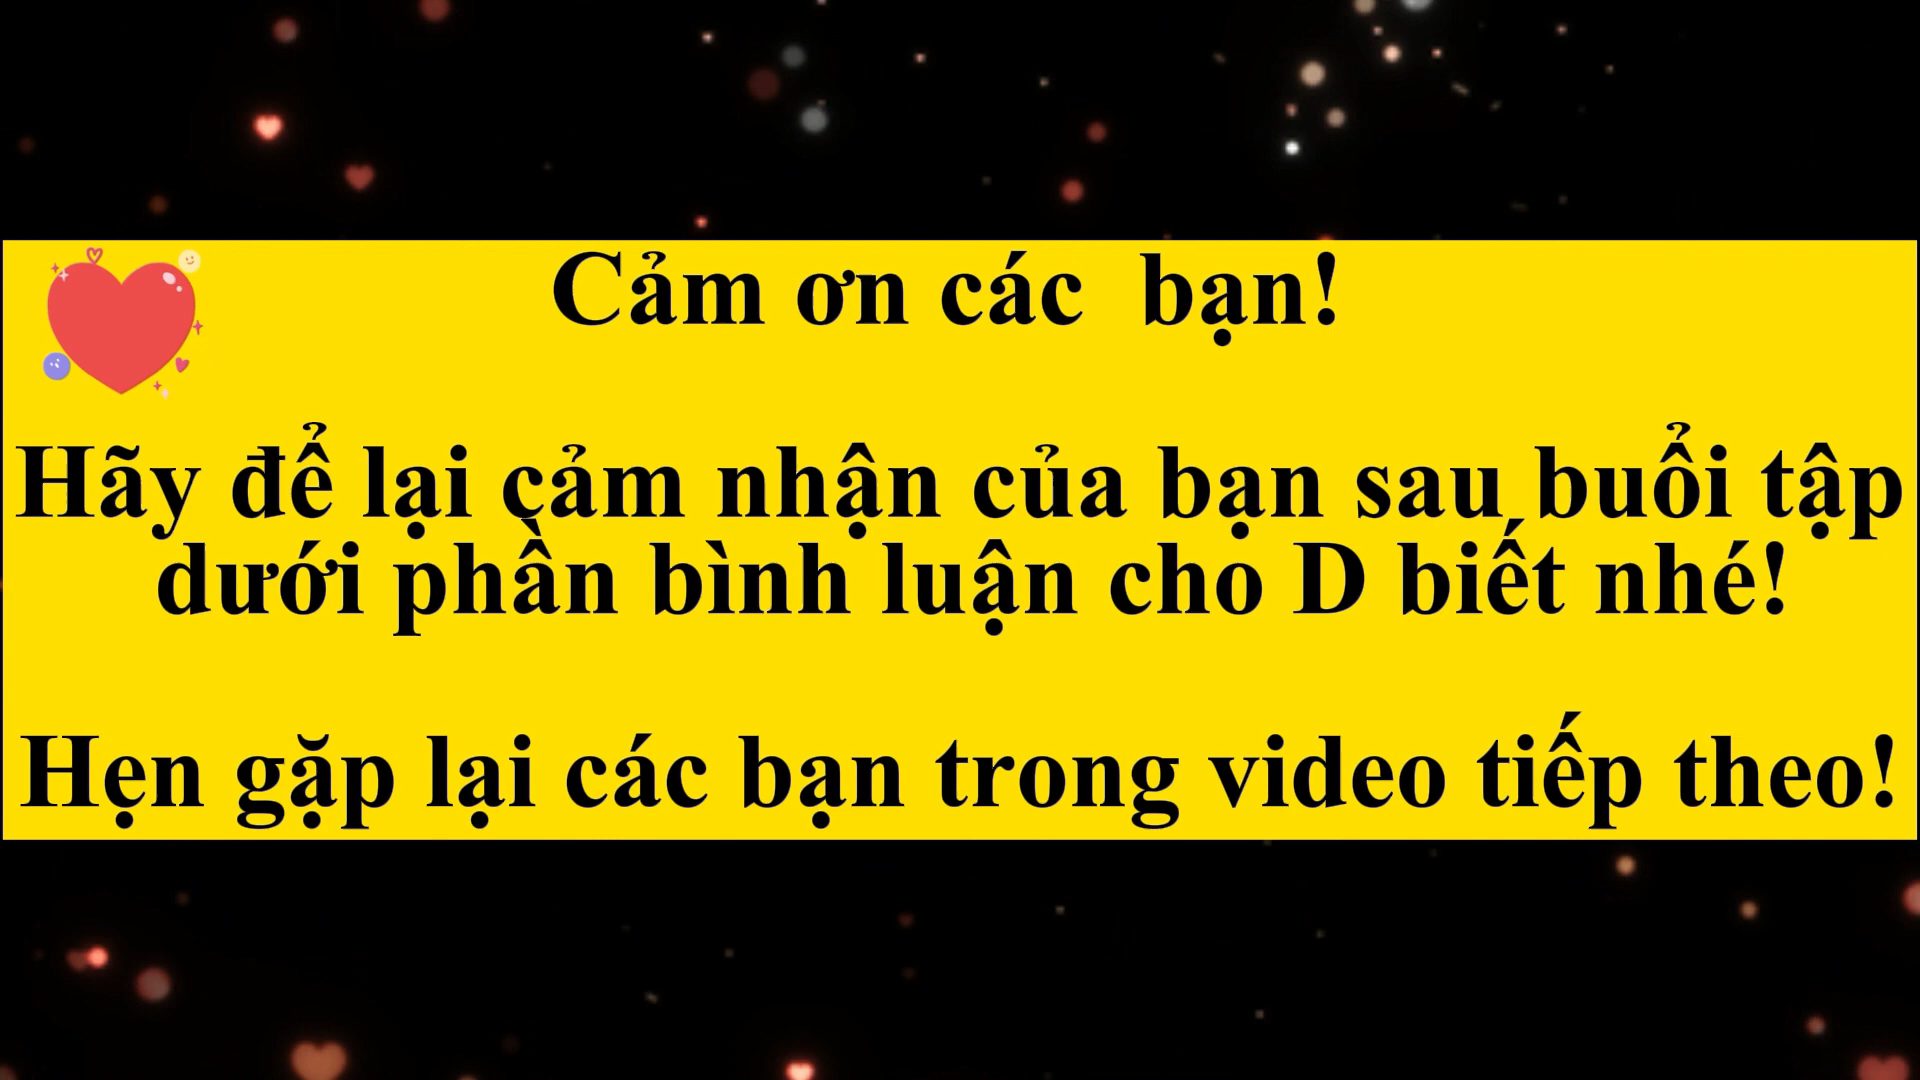 Cảm ơn các bạn!
Hãy để lại cảm nhận của bạn sau buổi tập
dưới phần bình luận cho D biết nhé!
Hẹn gặp lại các bạn trong video tiếp theo!